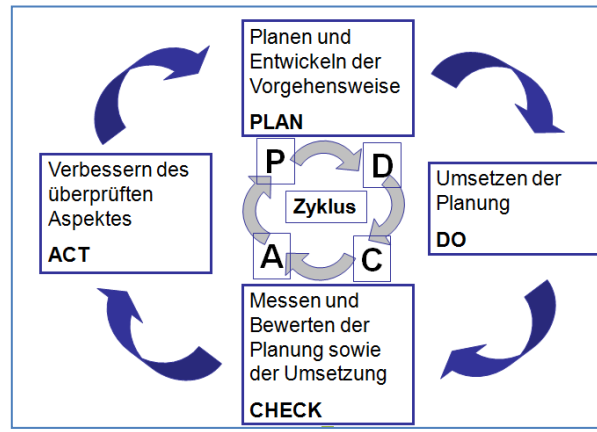 Planen und
Entwickeln der
Vorgehensweise
PLAN
P
D
Verbessern des
überprüften
Aspektes
ACT
Zyklus
Umsetzen der
Planung
DO
A
C
Messen und
Bewerten der
Planung sowie
der Umsetzung
CHECK